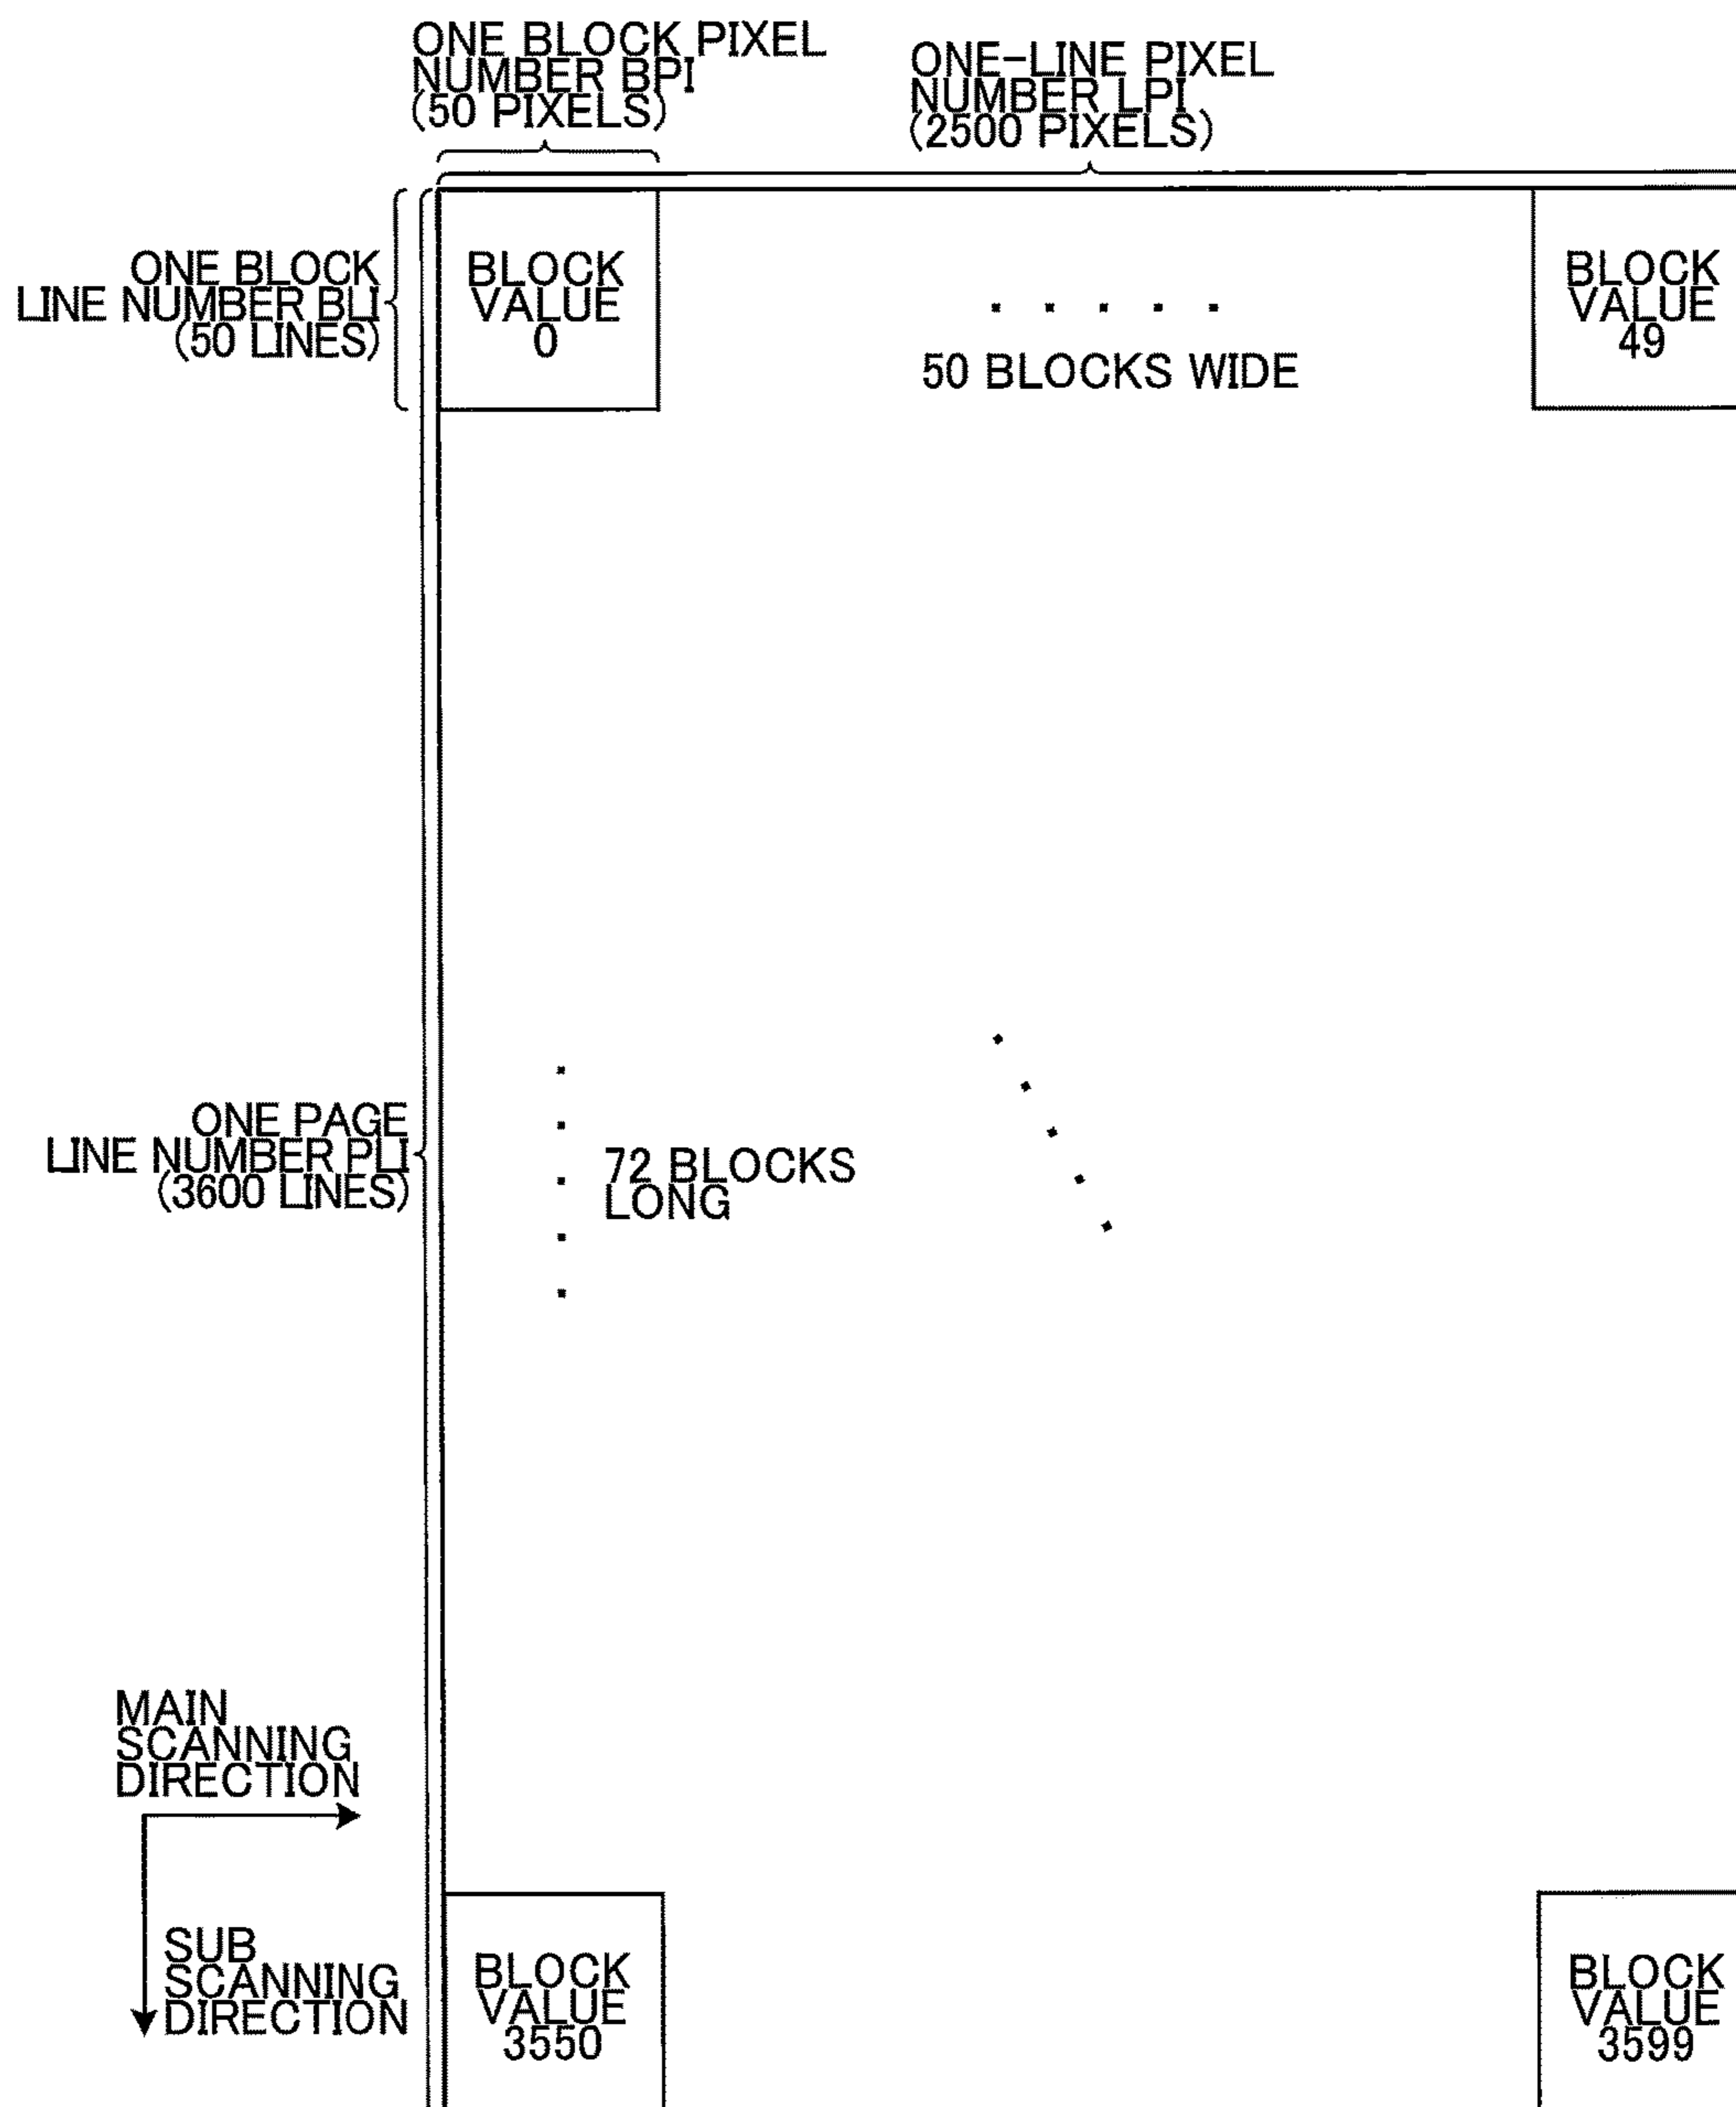 ONE BLOCK PIXEL
NUMBER BPI
(50 PIXELS)
ONE-LINE PIXEL
NUMBER LPI
(2500 PIXELS)
ONE BLOCK
LINE NUMBER BLI
(50 LINES)
BLOCK
VALUE
0
. . . . .
50 BLOCKS WIDE
BLOCK
VALUE
49
ONE PAGE
LINE NUMBER PLI
(3600 LINES)
72 BLOCKS
LONG
MAIN
SCANNING
DIRECTION
SUB
SCANNING
DIRECTION
BLOCK
VALUE
3550
BLOCK
VALUE
3599